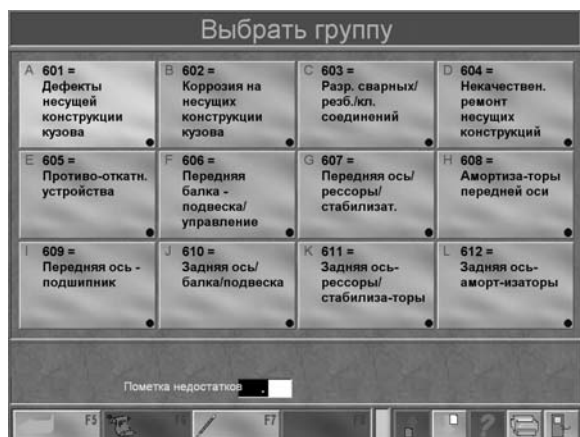 Выбрать группу
A 601 =
Дефекты
несущей
конструкции
кузова
B 602 =
Коррозия на
несущих
конструкции
кузова
C 603 =
Разр. сварных/
резб./кл.
соединений
D 604 =
Некачествен.
ремонт
несущих
конструкций
E 605 =
Противо-откатн.
устройства
F 606 =
Передняя
балка -
подвеска/
управление
G 607 =
Передняя ось/
рессоры/
стабилизат.
H 608 =
Амортиза-торы
передней оси
I 609 =
Передняя ось -
подшипник
J 610 =
Задняя ось/
балка/подвеска
K 611 =
Задняя ось-
рессоры/
стабилиза-торы
L 612 =
Задняя ось-
аморт-изаторы
Пометка недостатков
F5 F6 F7 F8